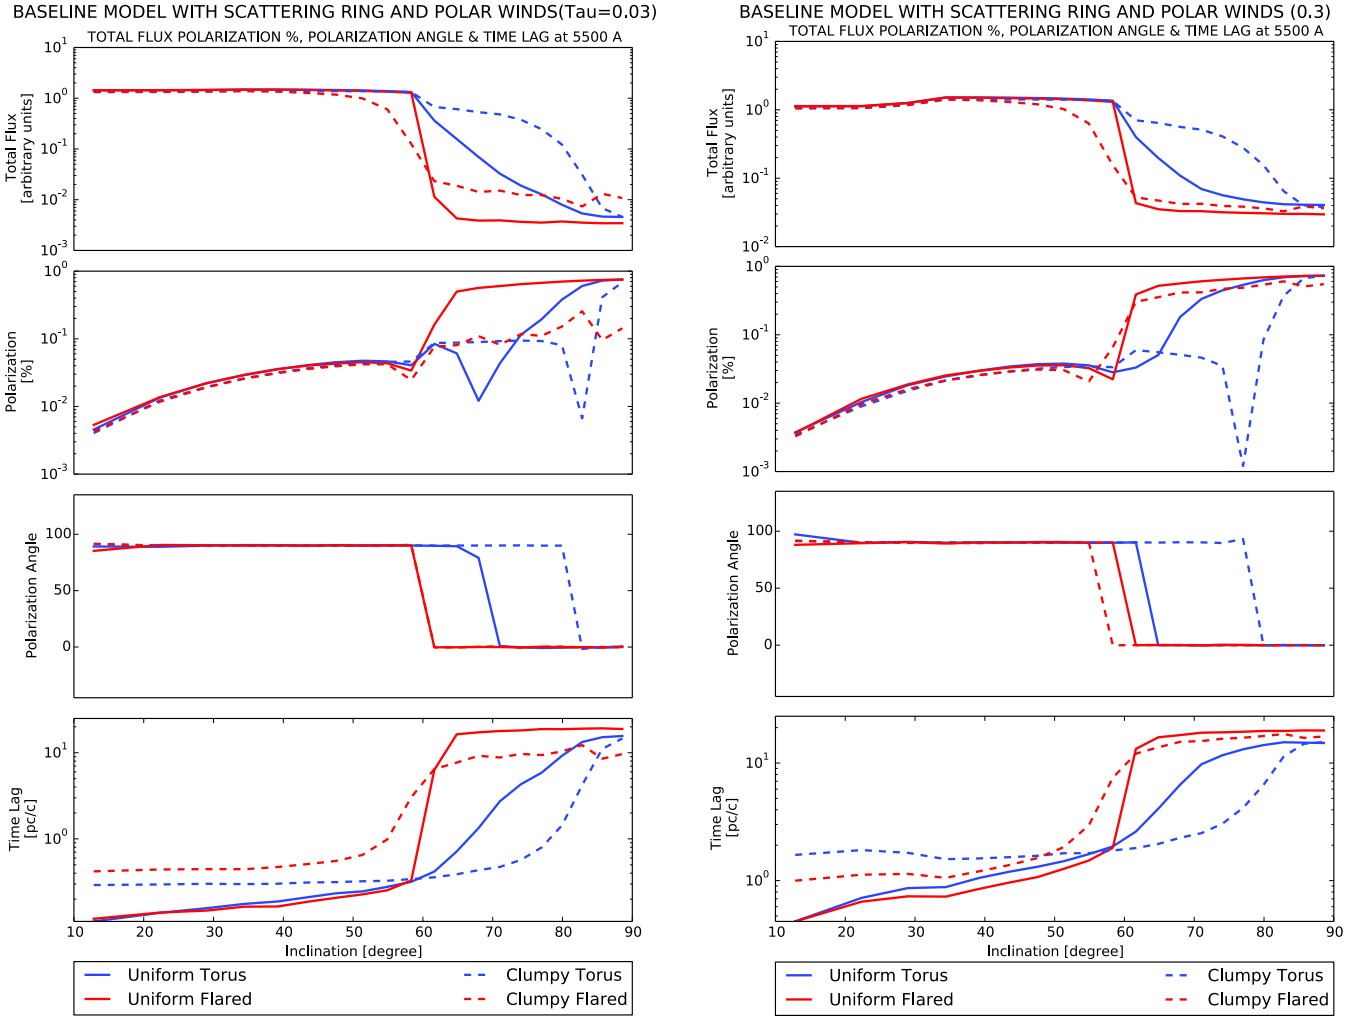 BASELINE MODEL WITH SCATTERING RING AND POLAR WINDS(Tau=0.03)
TOTAL FLUX POLARIZATION %, POLARIZATION ANGLE & TIME LAG at 5500 A
Total Flux
[arbitrary units]
10^1
10^0
10^-1
10^-2
10^-3
Polarization
[%]
10^0
10^-1
10^-2
10^-3
Polarization Angle
100
50
0
Time Lag
[pc/c]
10^1
10^0
10 20 30 40 50 60 70 80 90
Inclination [degree]
Uniform Torus
Clumpy Torus
Uniform Flared
Clumpy Flared
BASELINE MODEL WITH SCATTERING RING AND POLAR WINDS (0.3)
TOTAL FLUX POLARIZATION %, POLARIZATION ANGLE & TIME LAG at 5500 A
Total Flux
[arbitrary units]
10^1
10^0
10^-1
10^-2
Polarization
[%]
10^0
10^-1
10^-2
10^-3
Polarization Angle
100
50
0
Time Lag
[pc/c]
10^1
10^0
10 20 30 40 50 60 70 80 90
Inclination [degree]
Uniform Torus
Clumpy Torus
Uniform Flared
Clumpy Flared